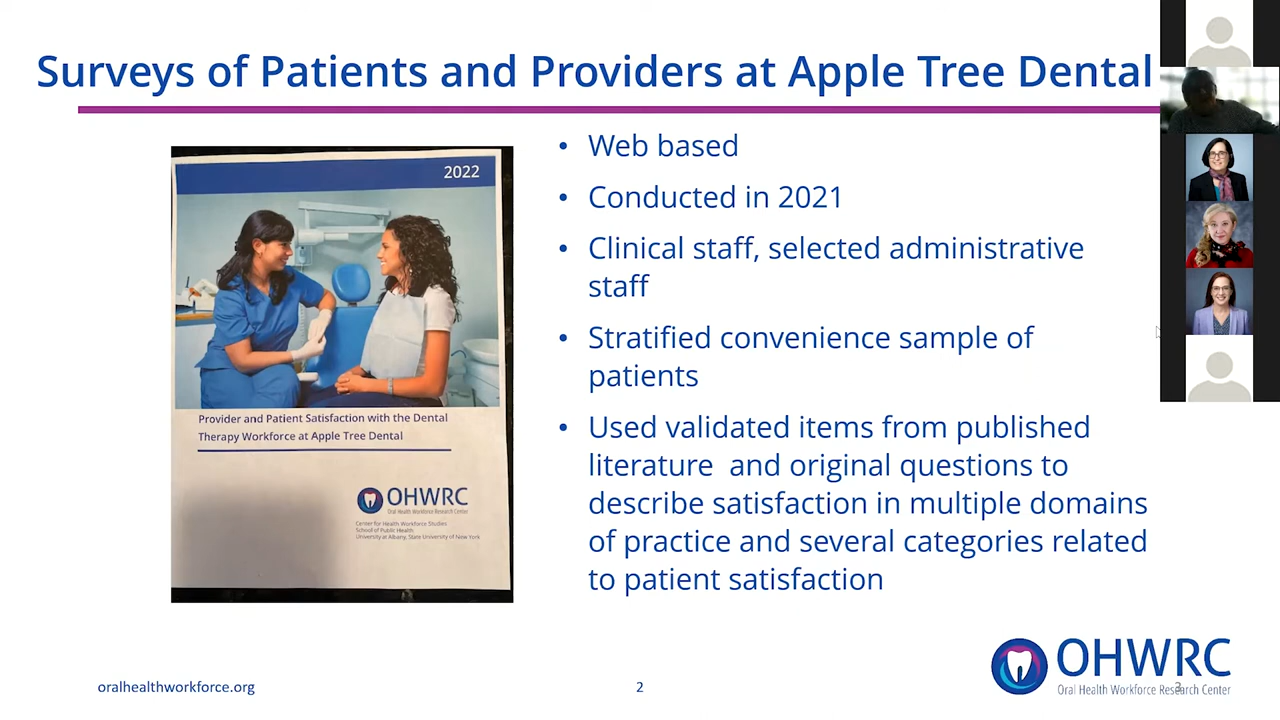 Surveys of Patients and Providers at Apple Tree Dental
2022
Provider and Patient Satisfaction with the Dental
Therapy Workforce at Apple Tree Dental
OHWRC
Oral Health Workforce Research Center
Center for Health Workforce Studies
School of Public Health
University at Albany, State University of New York
• Web based
• Conducted in 2021
• Clinical staff, selected administrative
staff
• Stratified convenience sample of
patients
• Used validated items from published
literature and original questions to
describe satisfaction in multiple domains
of practice and several categories related
to patient satisfaction
oralhealthworkforce.org
2
OHWRC
Oral Health Workforce Research Center
3